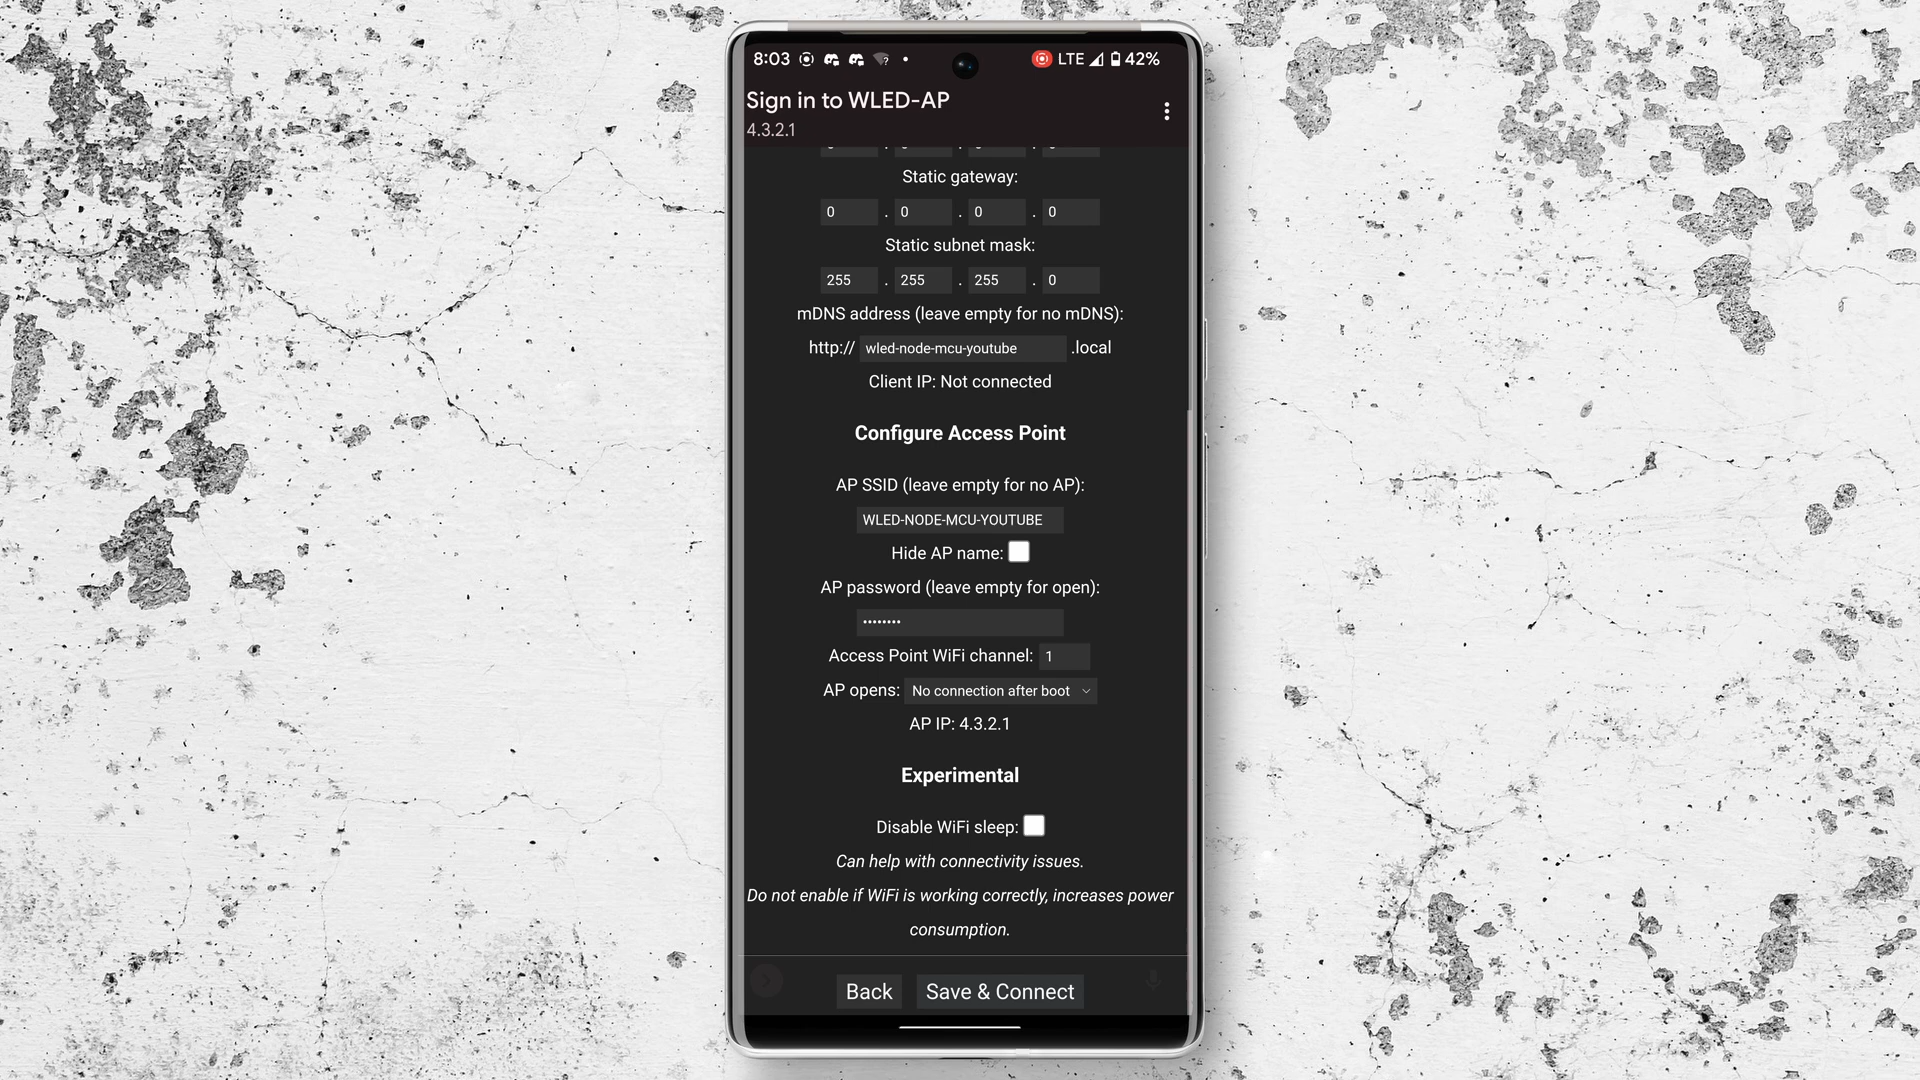 8:03 ? LTE 42%
Sign in to WLED-AP
4.3.2.1
Static gateway:
0 . 0 . 0 . 0
Static subnet mask:
255 . 255 . 255 . 0
mDNS address (leave empty for no mDNS):
http:// wled-node-mcu-youtube .local
Client IP: Not connected
Configure Access Point
AP SSID (leave empty for no AP):
WLED-NODE-MCU-YOUTUBE
Hide AP name:
AP password (leave empty for open):
••••••••
Access Point WiFi channel: 1
AP opens: No connection after boot
AP IP: 4.3.2.1
Experimental
Disable WiFi sleep:
Can help with connectivity issues.
Do not enable if WiFi is working correctly, increases power
consumption.
Back Save & Connect